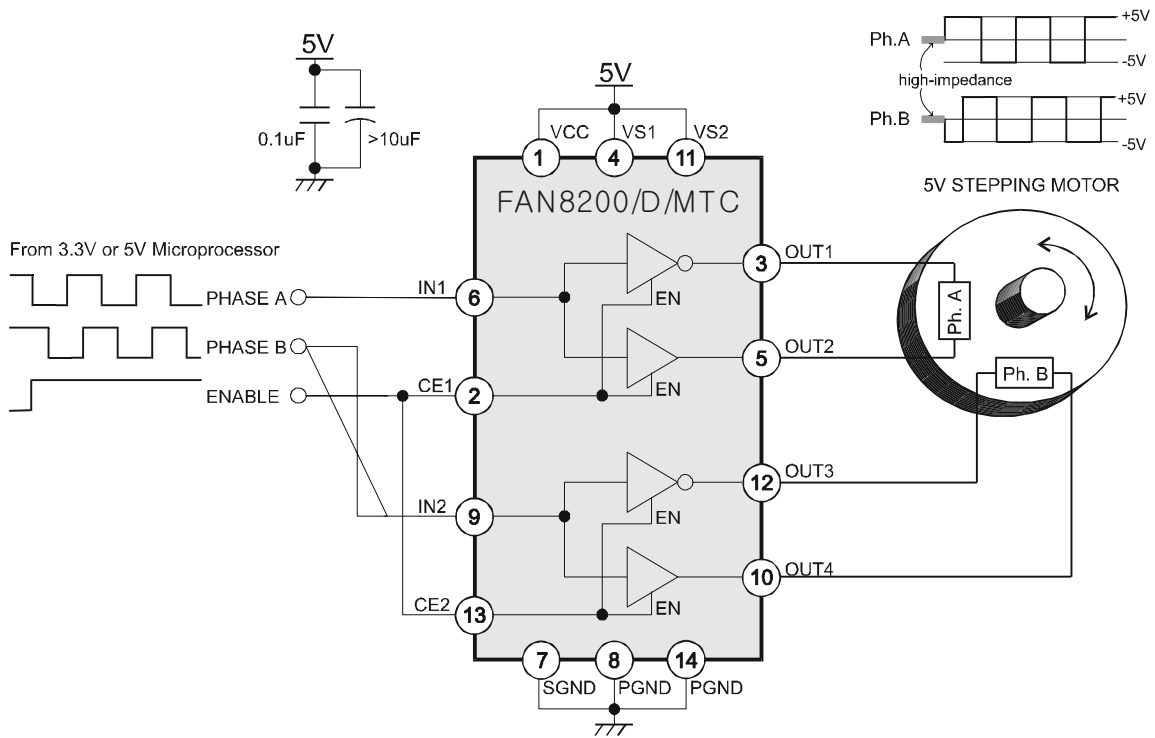 5V
0.1uF
>10uF
5V
VCC
VS1
VS2
1
4
11
FAN8200/D/MTC
Ph.A
+5V
-5V
high-impedance
Ph.B
+5V
-5V
5V STEPPING MOTOR
From 3.3V or 5V Microprocessor
PHASE A
PHASE B
ENABLE
IN1
6
CE1
2
IN2
9
CE2
13
EN
EN
EN
EN
3
OUT1
5
OUT2
12
OUT3
10
OUT4
Ph. A
Ph. B
7
8
14
SGND
PGND
PGND